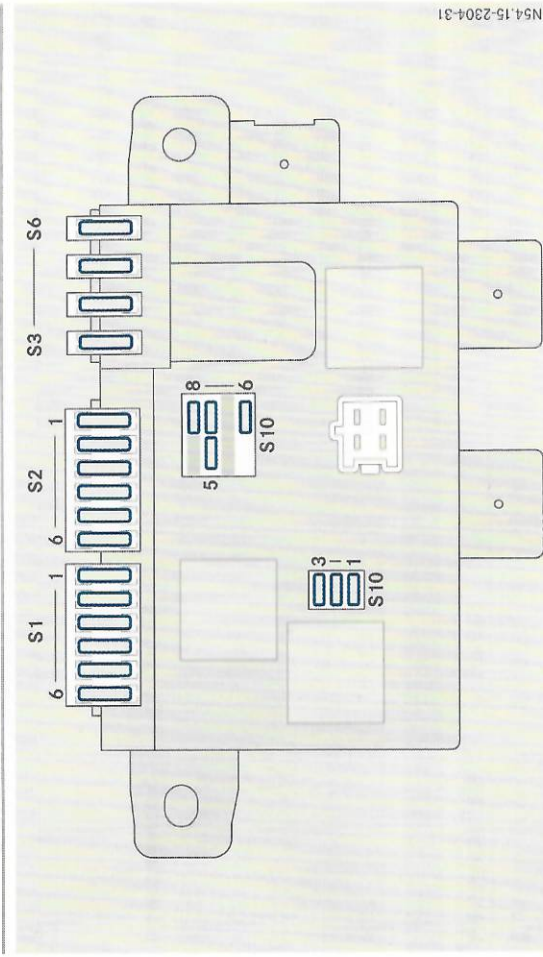 N54.15-2304-31
S3 — S6
S2
6 — 1
S1
6 — 1
8 — 6
5
S10
3 — 1
S10